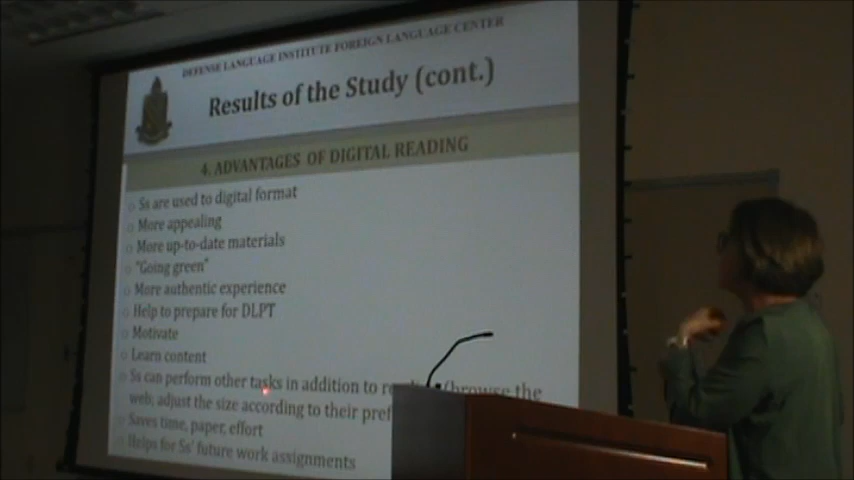 DEFENSE LANGUAGE INSTITUTE FOREIGN LANGUAGE CENTER
Results of the Study (cont.)
4. ADVANTAGES OF DIGITAL READING
Ss are used to digital format
More appealing
More up-to-date materials
"Going green"
More authentic experience
Help to prepare for DLPT
Motivate
Learn content
Ss can perform other tasks in addition to (browse the
web, adjust the size according to their
Saves time, paper, effort
Helps for Ss' future work assignments